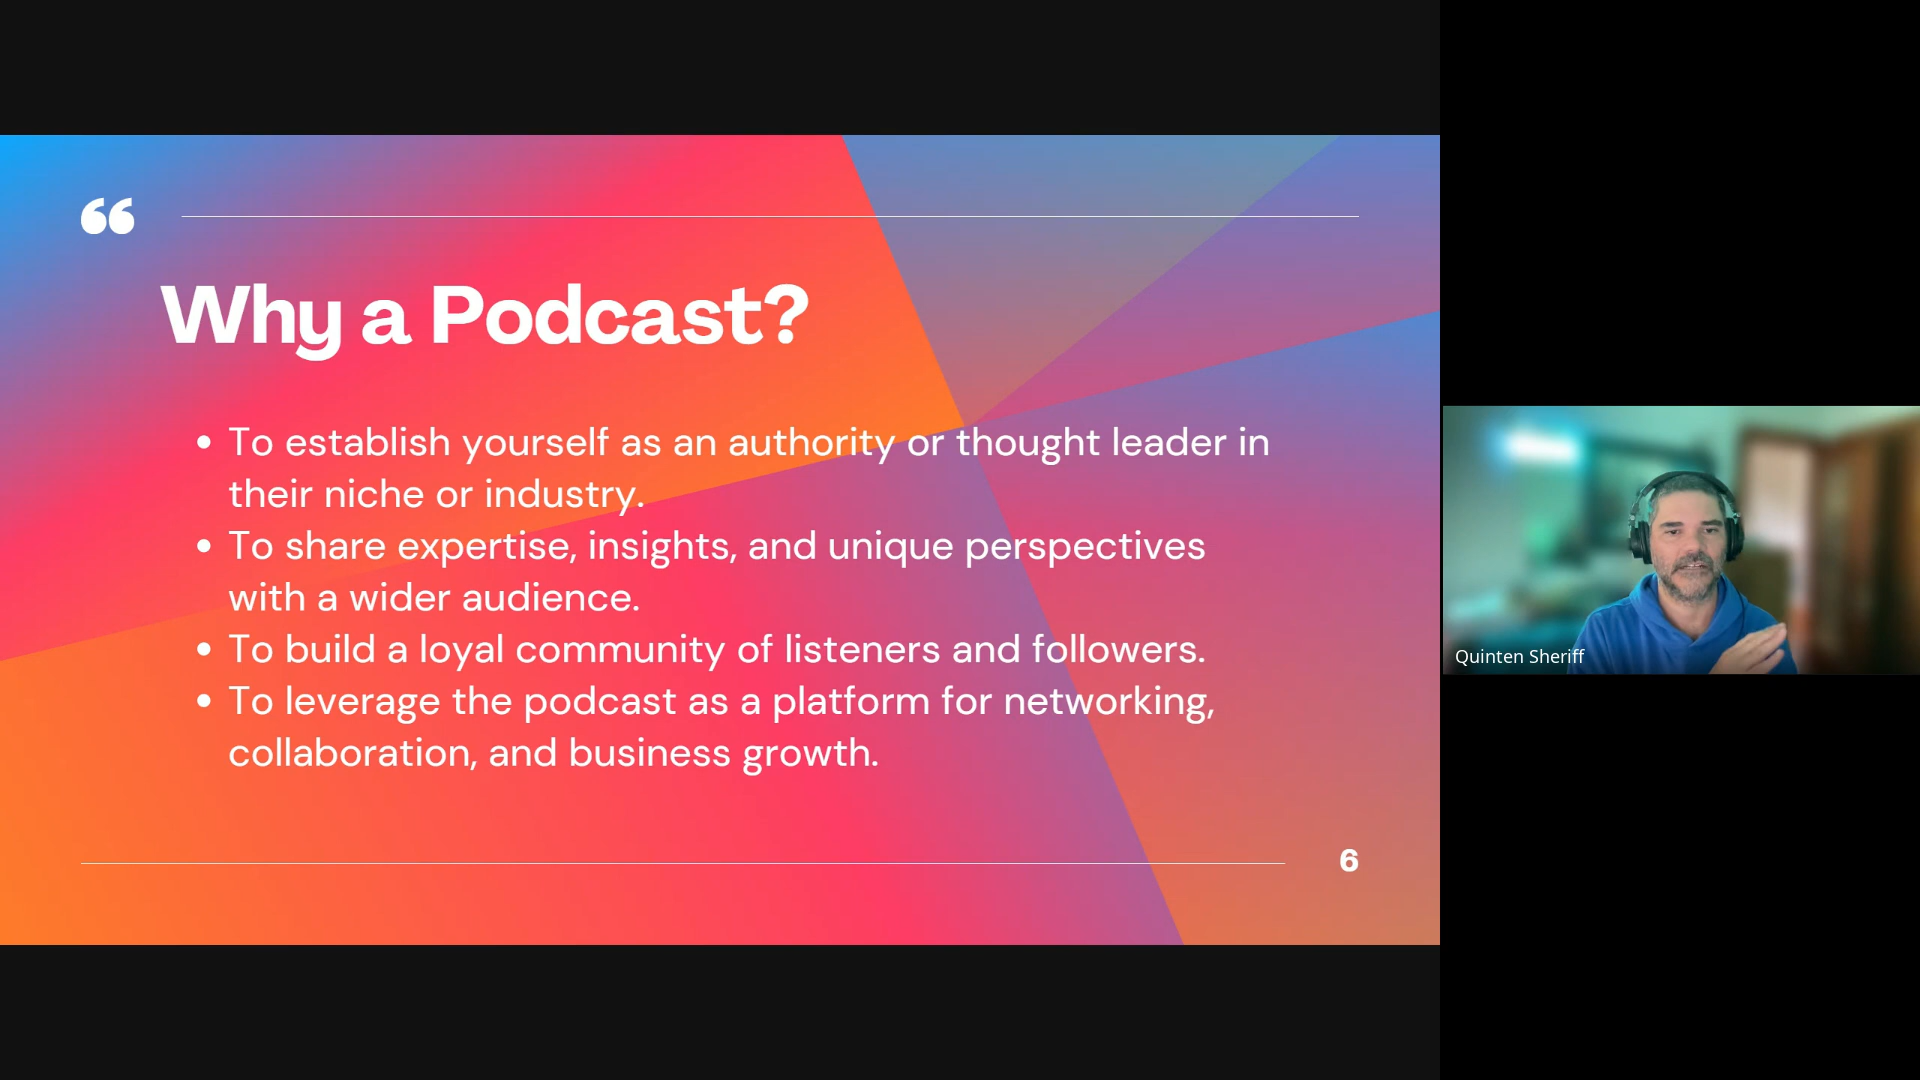 “
Why a Podcast?
• To establish yourself as an authority or thought leader in
their niche or industry.
• To share expertise, insights, and unique perspectives
with a wider audience.
• To build a loyal community of listeners and followers.
• To leverage the podcast as a platform for networking,
collaboration, and business growth.
6
Quinten Sheriff